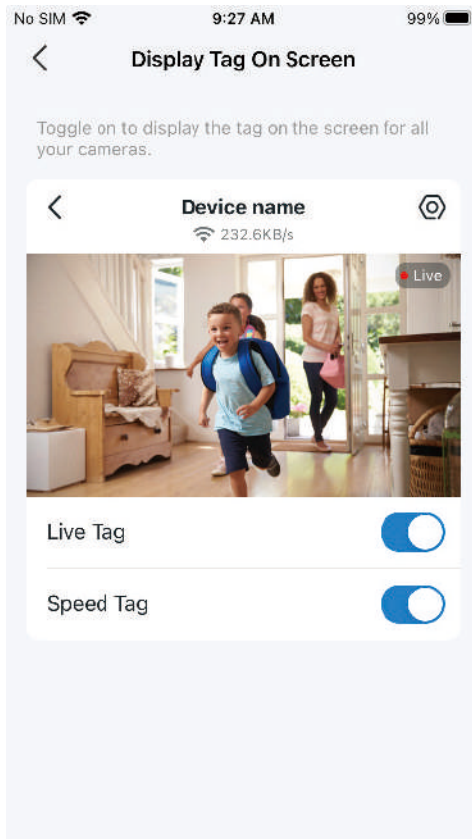 No SIM 9:27 AM 99%
Display Tag On Screen
Toggle on to display the tag on the screen for all
your cameras.
Device name
232.6KB/s
Live
Live Tag
Speed Tag